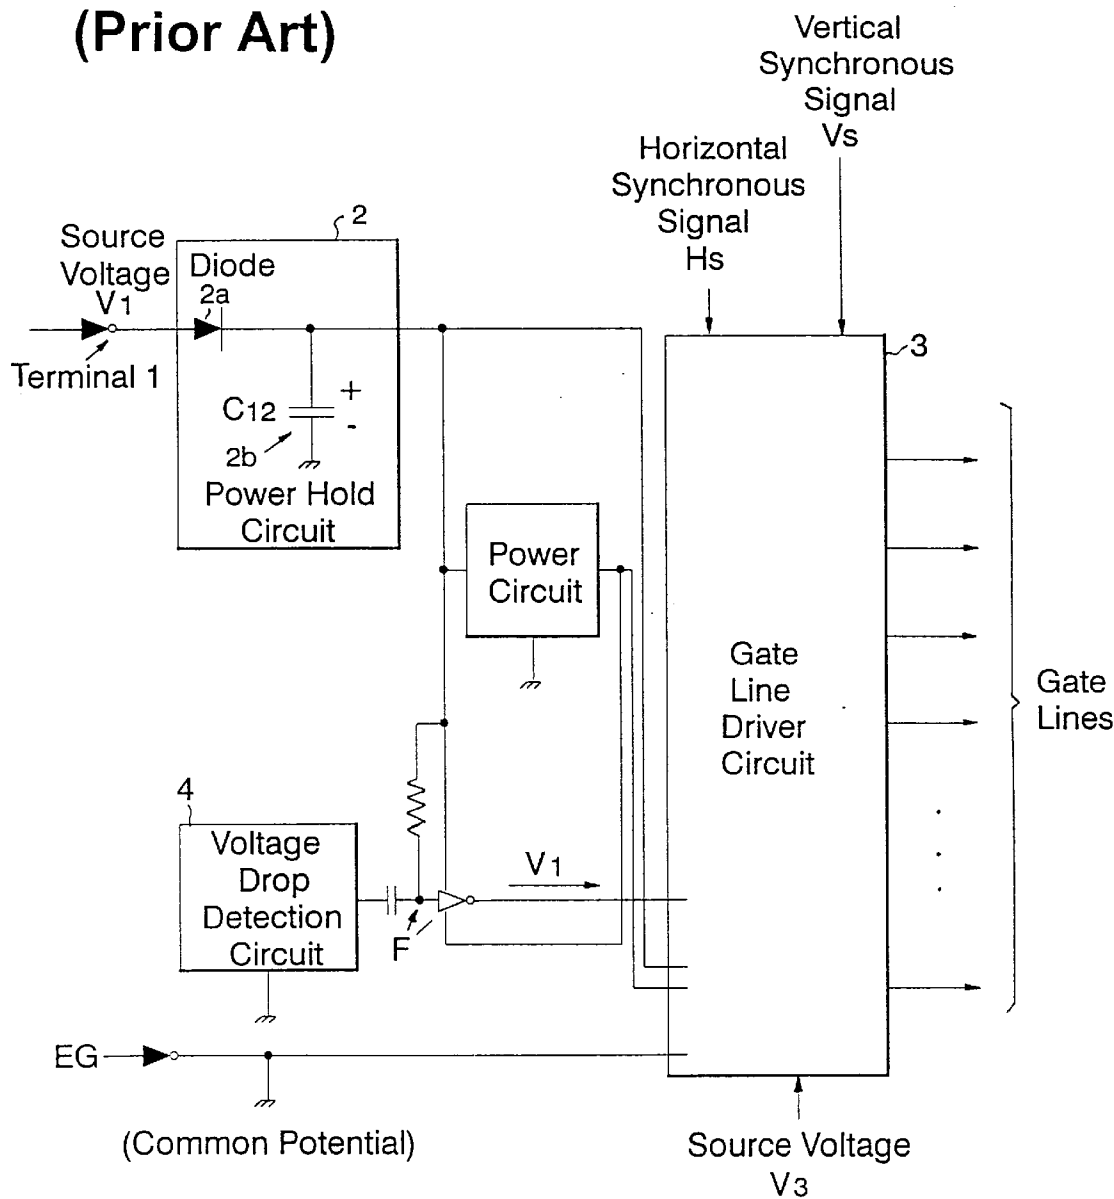 (Prior Art)
Vertical
Synchronous
Signal
Vs
Horizontal
Synchronous
Signal
Hs
2
Source
Voltage
V1
Diode
2a
Terminal 1
C12
+
-
2b
Power Hold
Circuit
3
Power
Circuit
Gate
Line
Driver
Circuit
Gate
Lines
4
Voltage
Drop
Detection
Circuit
V1
F
EG
(Common Potential)
Source Voltage
V3